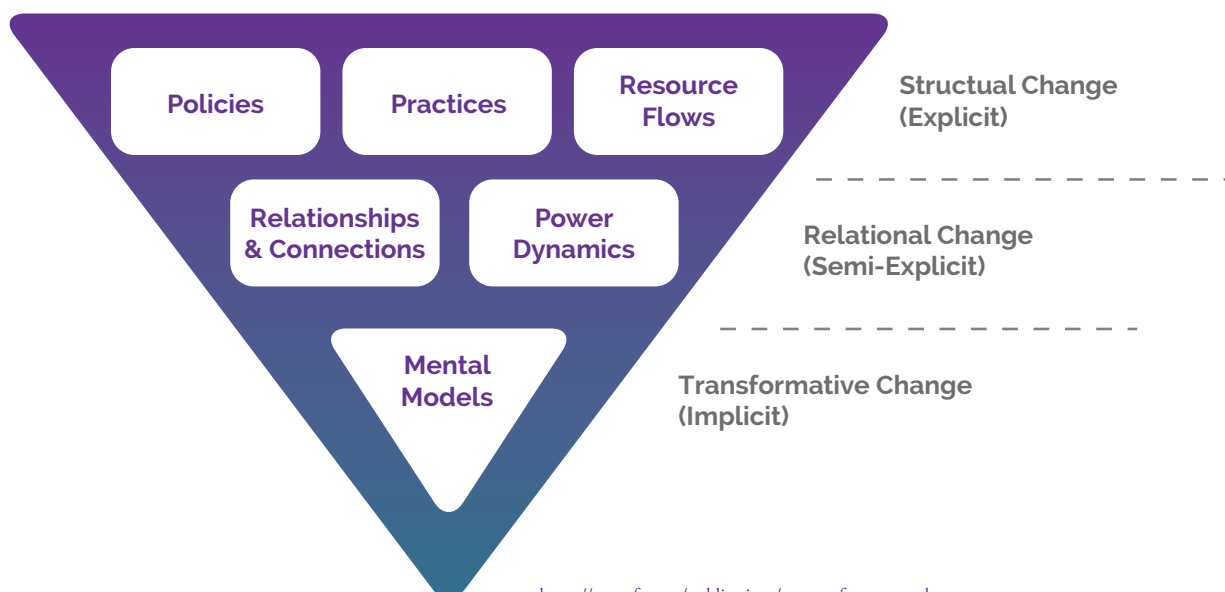 Policies
Practices
Resource
Flows
Structual Change
(Explicit)
Relationships
& Connections
Power
Dynamics
Relational Change
(Semi-Explicit)
Mental
Models
Transformative Change
(Implicit)